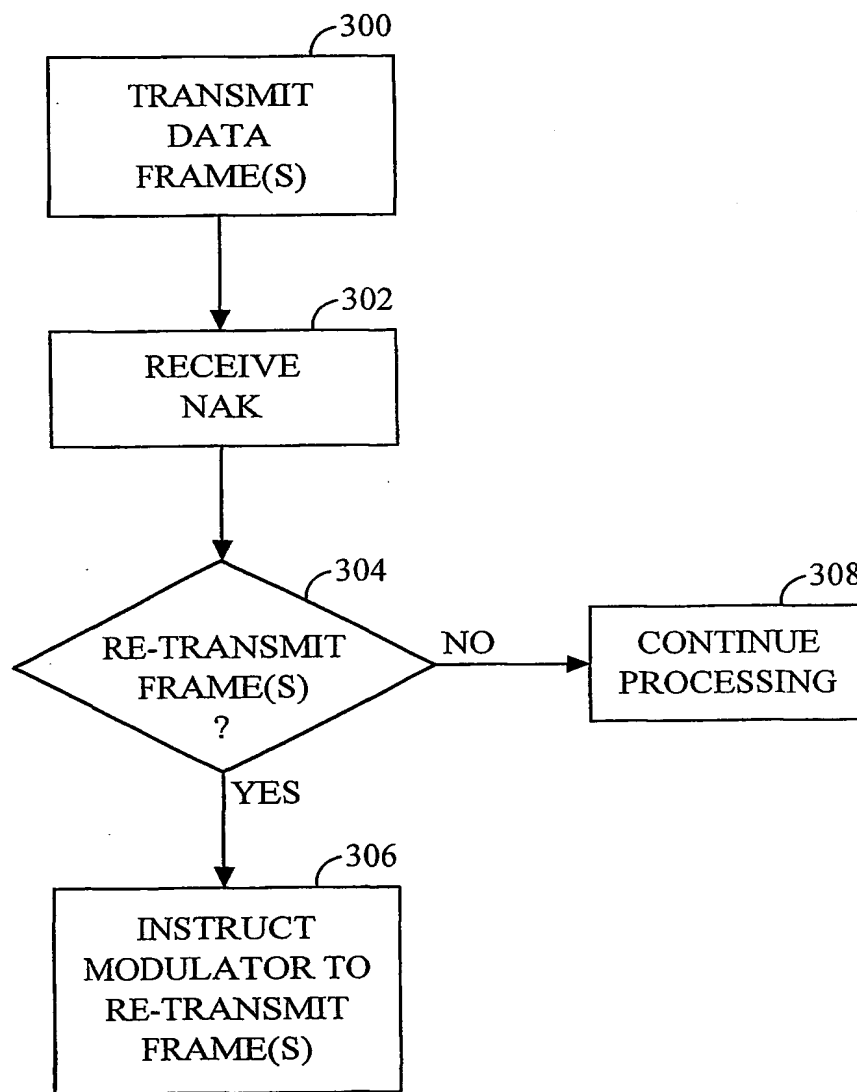 300
TRANSMIT
DATA
FRAME(S)
302
RECEIVE
NAK
304
RE-TRANSMIT
FRAME(S)
?
NO
308
CONTINUE
PROCESSING
YES
306
INSTRUCT
MODULATOR TO
RE-TRANSMIT
FRAME(S)